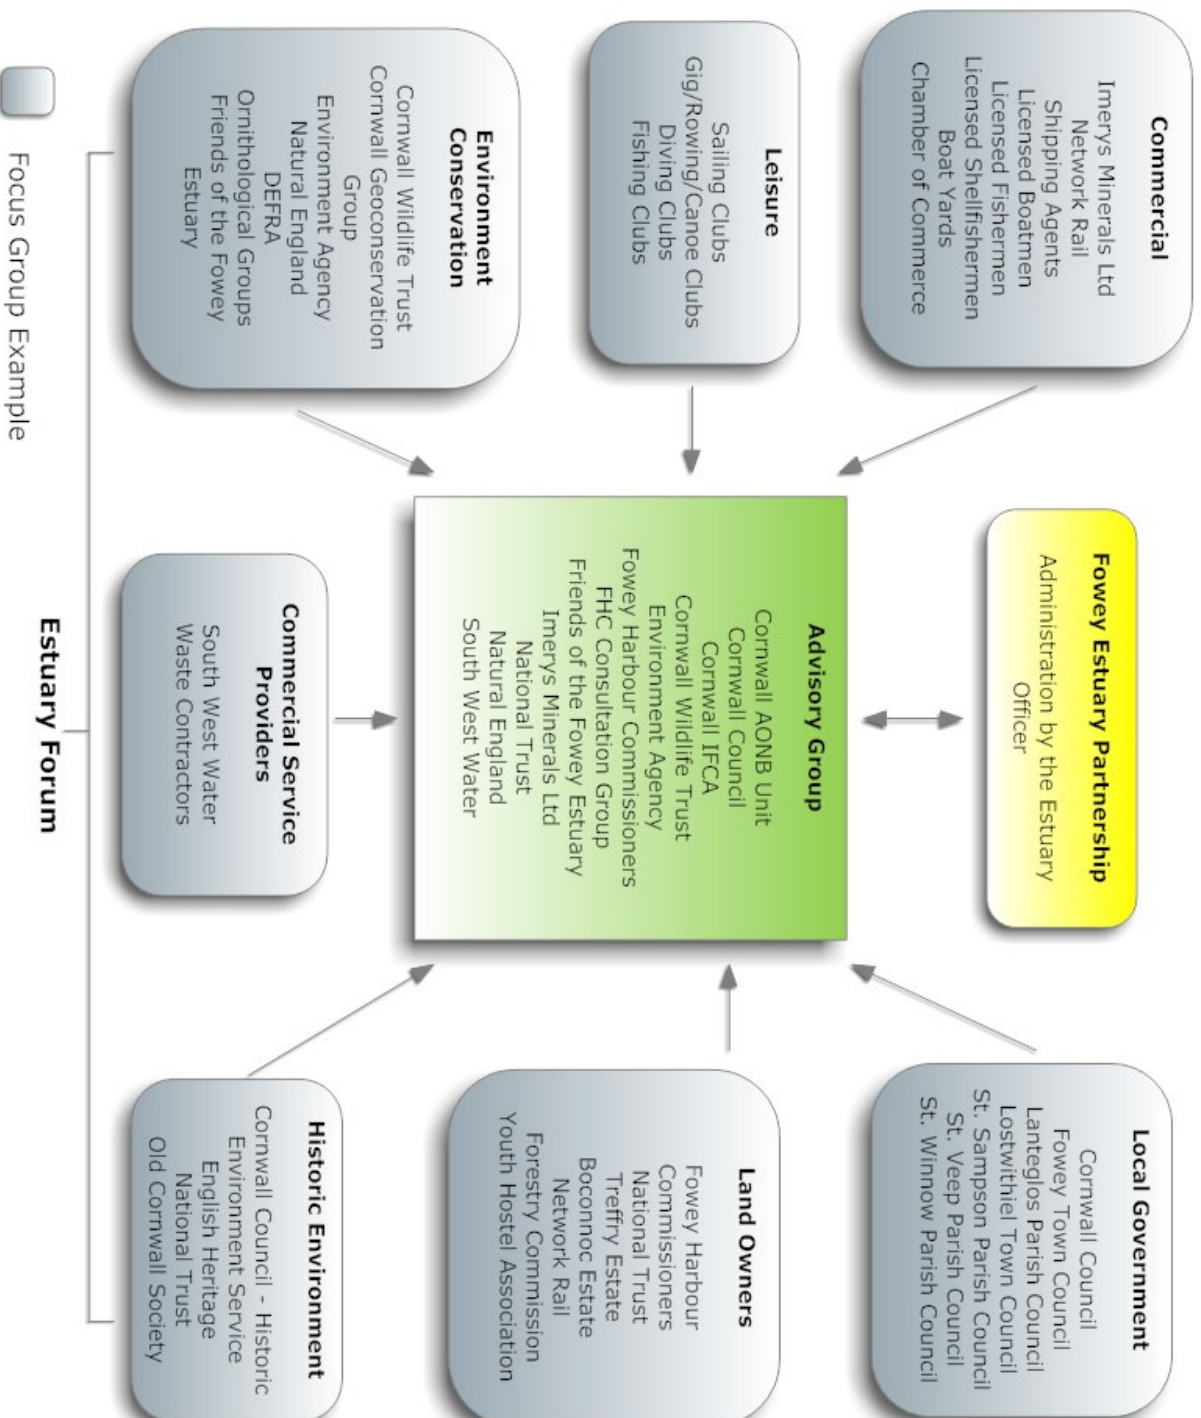 Commercial
Imerys Minerals Ltd
Network Rail
Shipping Agents
Licensed Boatmen
Licensed Fishermen
Licensed Shellfishermen
Boat Yards
Chamber of Commerce
Fowey Estuary Partnership
Administration by the Estuary
Officer
Local Government
Cornwall Council
Fowey Town Council
Lanteglos Parish Council
Lostwithiel Town Council
St. Sampson Parish Council
St. Veep Parish Council
St. Winnow Parish Council
Leisure
Sailing Clubs
Gig/Rowing/Canoe Clubs
Diving Clubs
Fishing Clubs
Advisory Group
Cornwall AONB Unit
Cornwall Council
Cornwall IFCA
Cornwall Wildlife Trust
Environment Agency
Fowey Harbour Commissioners
FHC Consultation Group
Friends of the Fowey Estuary
Imerys Minerals Ltd
National Trust
Natural England
South West Water
Land Owners
Fowey Harbour
Commissioners
National Trust
Treffry Estate
Boconnoc Estate
Network Rail
Forestry Commission
Youth Hostel Association
Environment
Conservation
Cornwall Wildlife Trust
Cornwall Geoconservation
Group
Environment Agency
Natural England
DEFRA
Ornithological Groups
Friends of the Fowey
Estuary
Commercial Service
Providers
South West Water
Waste Contractors
Historic Environment
Cornwall Council - Historic
Environment Service
English Heritage
National Trust
Old Cornwall Society
Estuary Forum
Focus Group Example